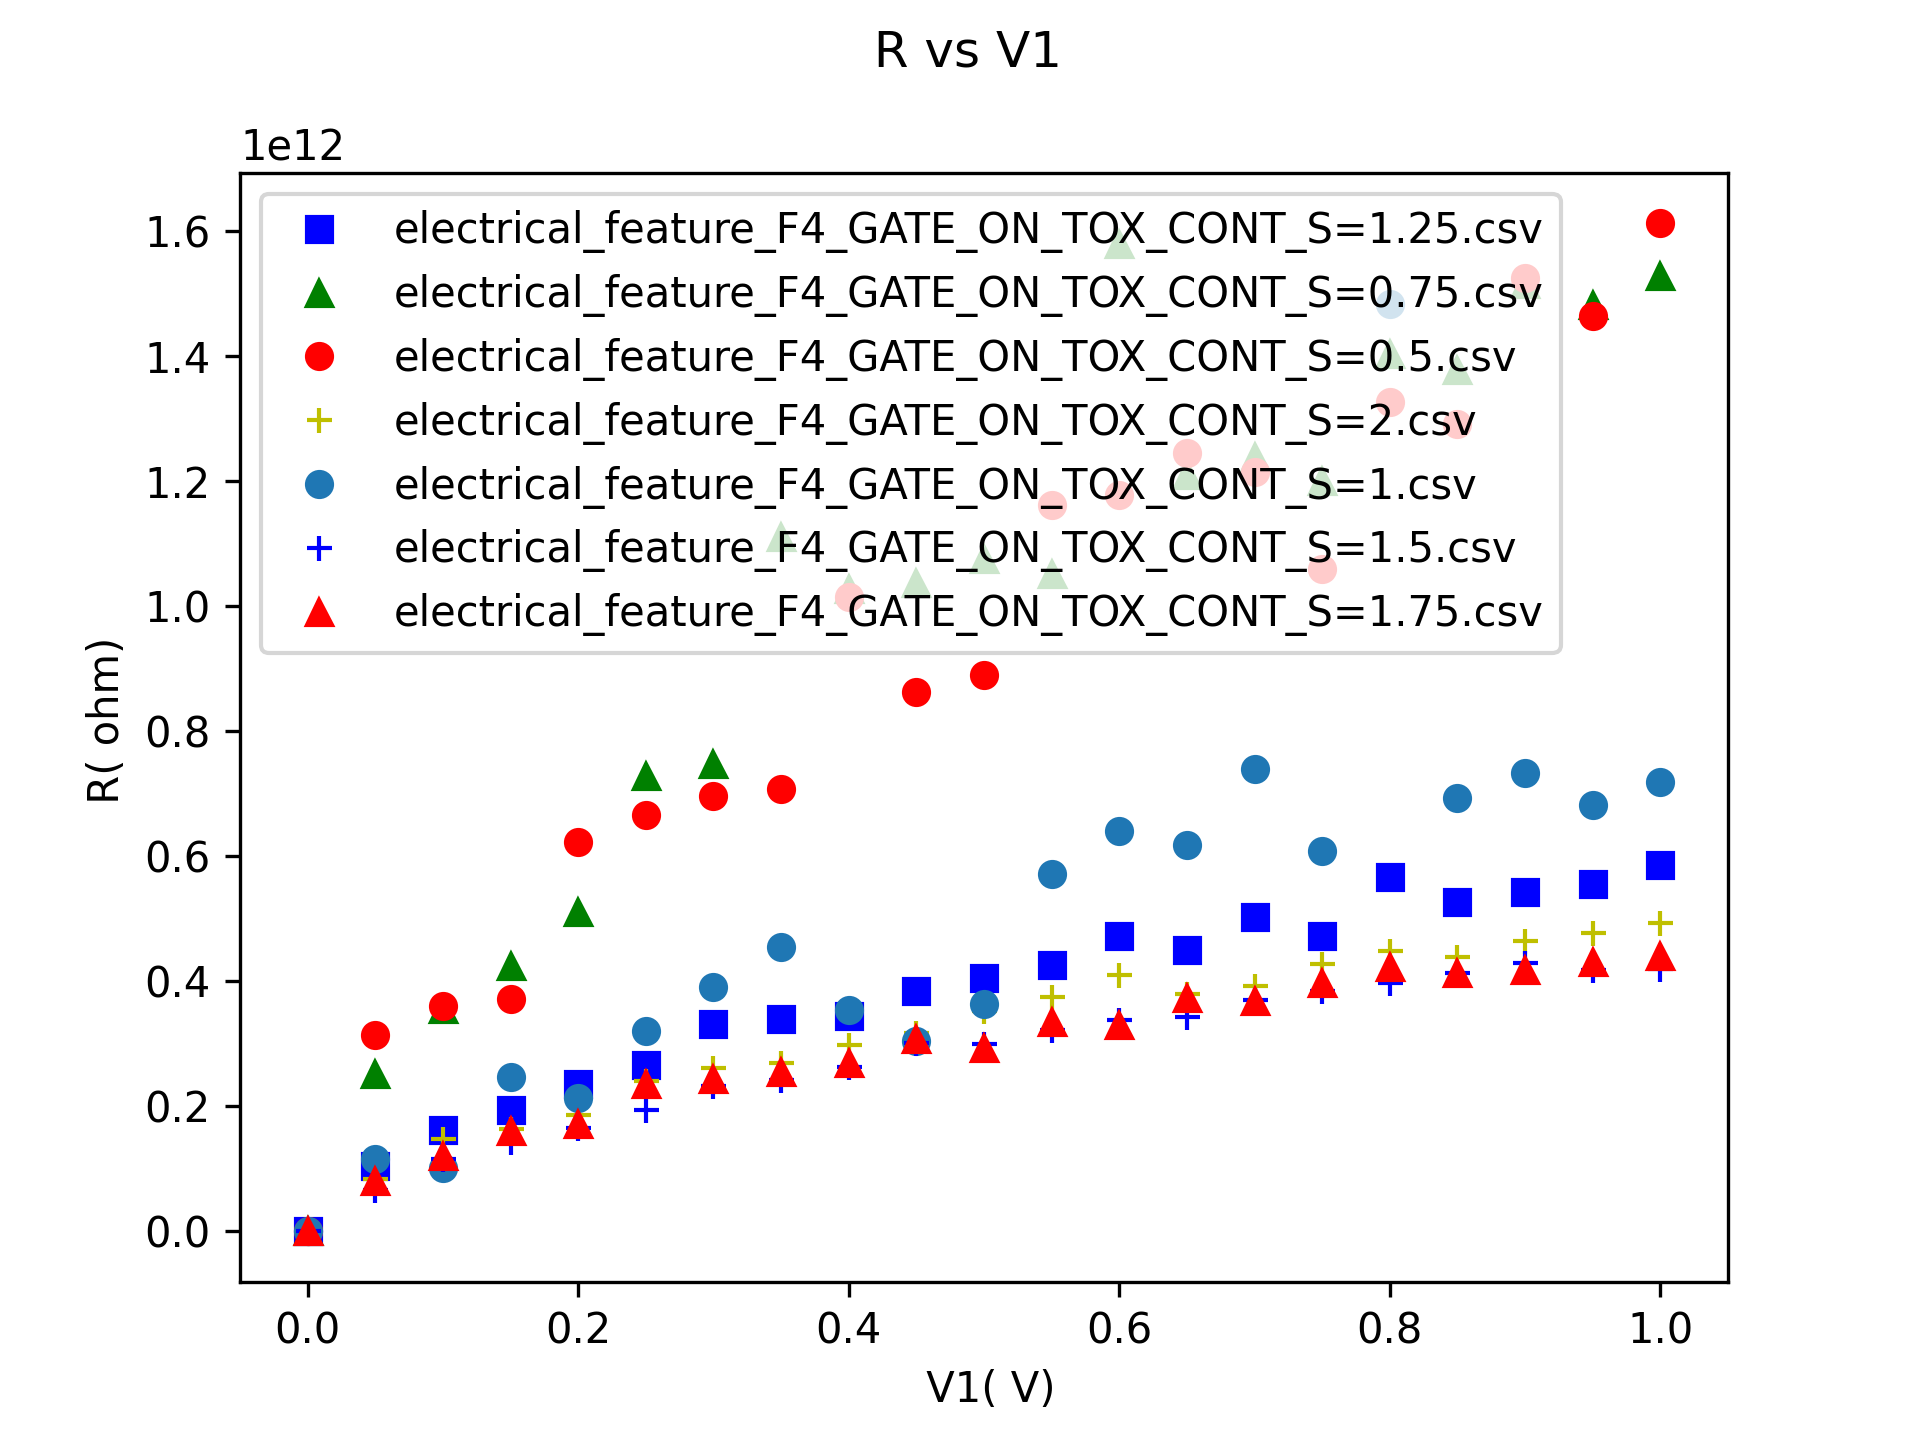 R vs V1
1e12
electrical_feature_F4_GATE_ON_TOX_CONT_S=1.25.csv
electrical_feature_F4_GATE_ON_TOX_CONT_S=0.75.csv
electrical_feature_F4_GATE_ON_TOX_CONT_S=0.5.csv
electrical_feature_F4_GATE_ON_TOX_CONT_S=2.csv
electrical_feature_F4_GATE_ON_TOX_CONT_S=1.csv
electrical_feature_F4_GATE_ON_TOX_CONT_S=1.5.csv
electrical_feature_F4_GATE_ON_TOX_CONT_S=1.75.csv
1.6
1.4
1.2
1.0
0.8
0.6
0.4
0.2
0.0
R( ohm)
0.0 0.2 0.4 0.6 0.8 1.0
V1( V)